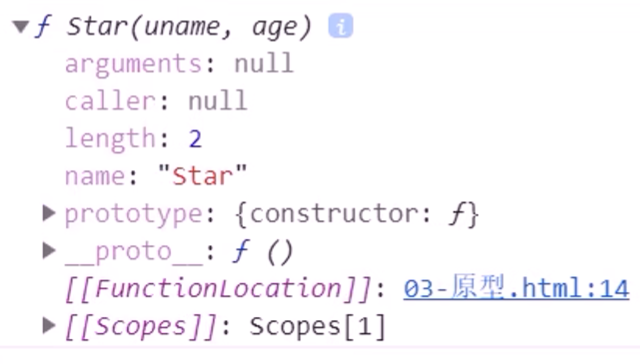 ▼ƒ Star(uname, age) i
arguments: null
caller: null
length: 2
name: "Star"
▶prototype: {constructor: ƒ}
▶__proto__: ƒ ()
[[FunctionLocation]]: 03-原型.html:14
▶[[Scopes]]: Scopes[1]